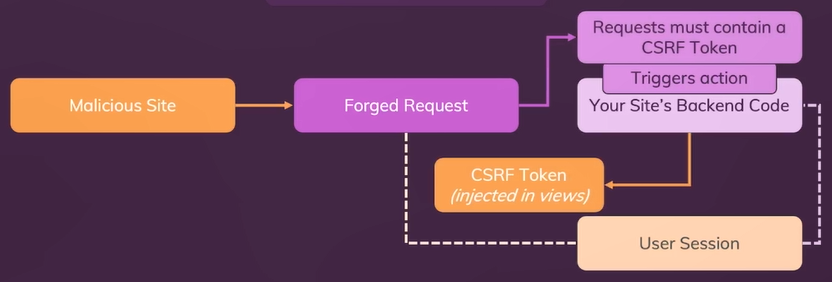 Requests must contain a
CSRF Token
Triggers action
Malicious Site
Forged Request
Your Site's Backend Code
CSRF Token
(injected in views)
User Session